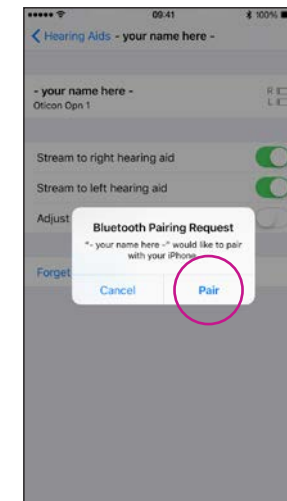 09:41
100%
Hearing Aids - your name here -
- your name here -
Oticon Opn 1
R
L
Stream to right hearing aid
Stream to left hearing aid
Adjust
Bluetooth Pairing Request
"- your name here -" would like to pair
with your iPhone
Forget
Cancel Pair